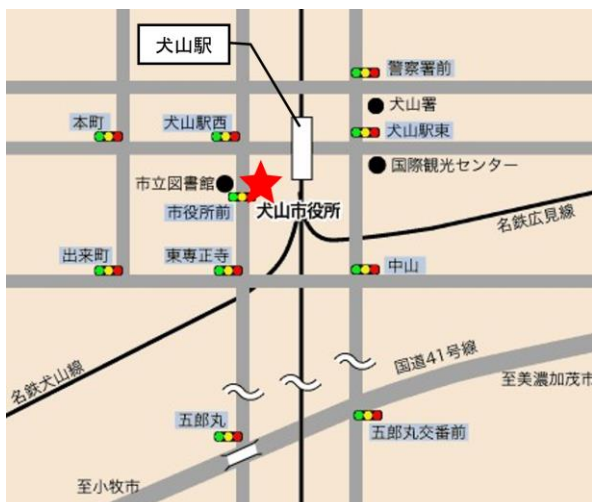 犬山駅
警察署前
犬山署
本町
犬山駅西
犬山駅東
市立図書館
国際観光センター
市役所前
犬山市役所
名鉄広見線
出来町
東専正寺
中山
名鉄犬山線
国道41号線
至美濃加茂市
五郎丸
五郎丸交番前
至小牧市